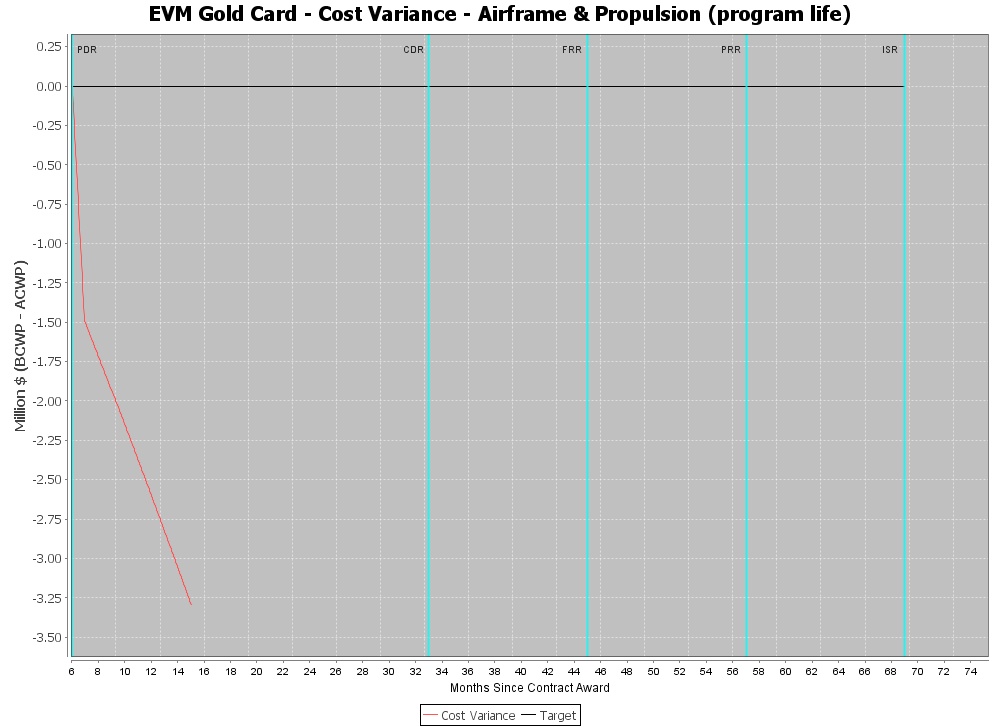 EVM Gold Card - Cost Variance - Airframe & Propulsion (program life)
Million $ (BCWP - ACWP)
0.25
0.00
-0.25
-0.50
-0.75
-1.00
-1.25
-1.50
-1.75
-2.00
-2.25
-2.50
-2.75
-3.00
-3.25
-3.50
PDR CDR FRR PRR ISR
6 8 10 12 14 16 18 20 22 24 26 28 30 32 34 36 38 40 42 44 46 48 50 52 54 56 58 60 62 64 66 68 70 72 74
Months Since Contract Award
Cost Variance Target